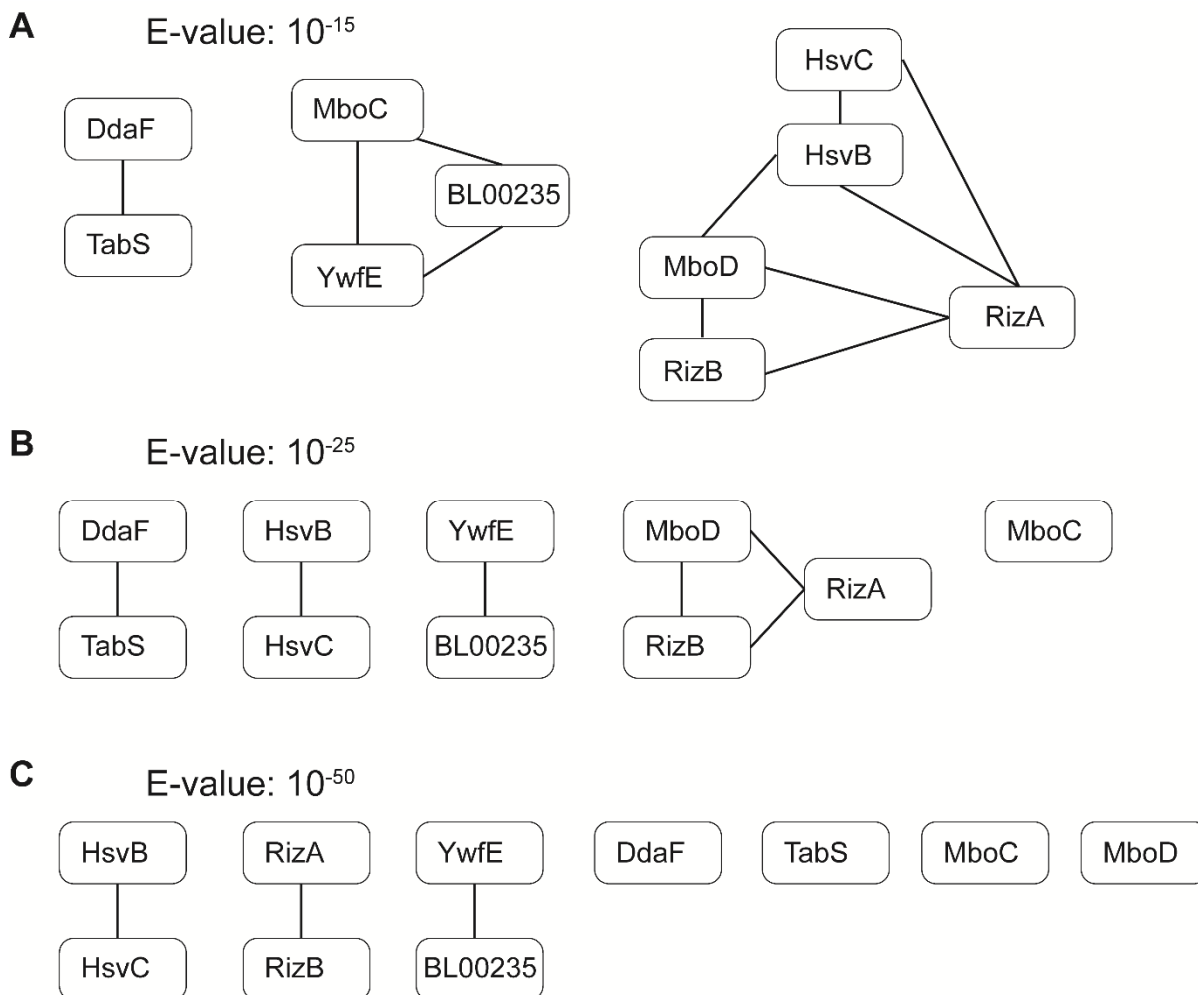 A
E-value: 10⁻¹⁵
DdaF
TabS
MboC
BL00235
YwfE
HsvC
HsvB
MboD
RizA
RizB
B
E-value: 10⁻²⁵
DdaF
HsvB
YwfE
MboD
MboC
RizA
TabS
HsvC
BL00235
RizB
C
E-value: 10⁻⁵⁰
HsvB
RizA
YwfE
DdaF
TabS
MboC
MboD
HsvC
RizB
BL00235